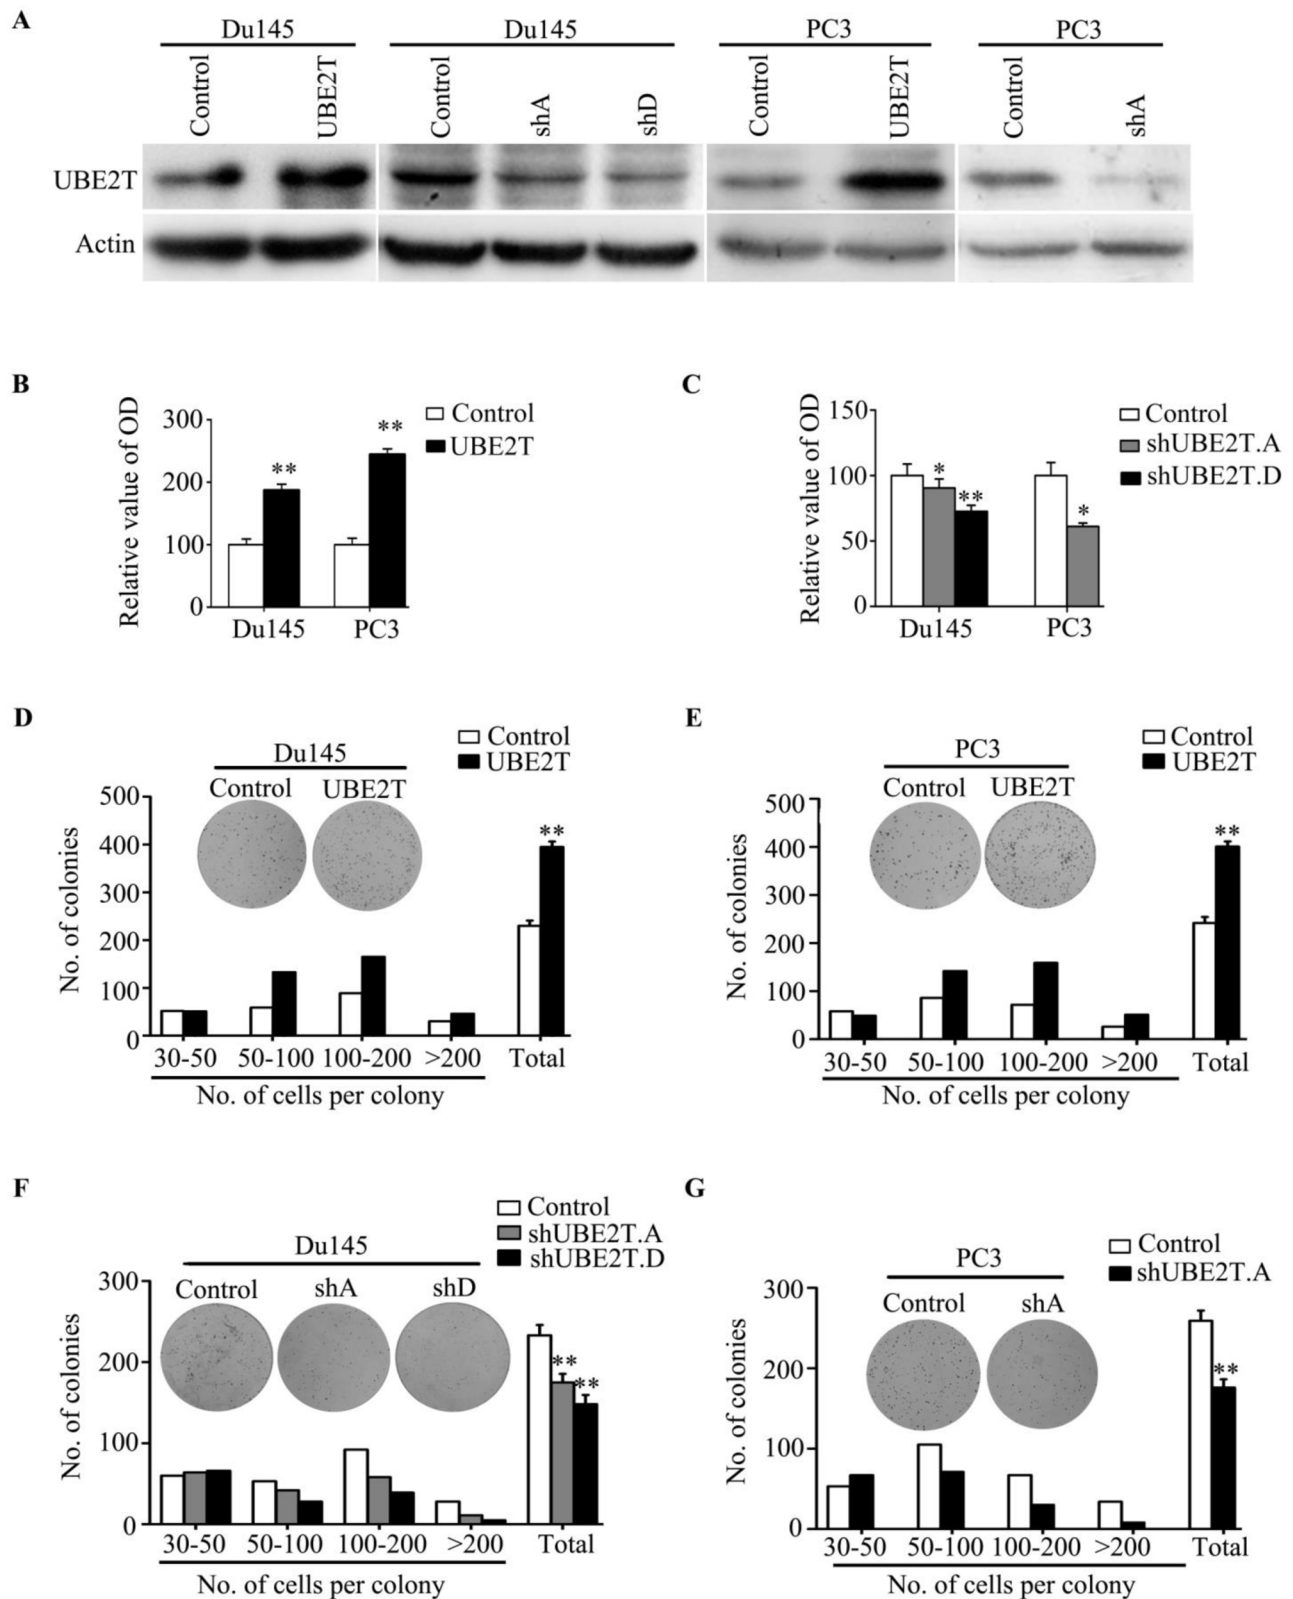 A
Du145 Du145 PC3 PC3
Control UBE2T Control shA shD Control UBE2T Control shA
UBE2T
Actin
B
Relative value of OD
300
200
100
0
**
**
Du145 PC3
Control
UBE2T
C
Relative value of OD
150
100
50
0
*
**
*
Du145 PC3
Control
shUBE2T.A
shUBE2T.D
D
Du145
Control UBE2T
Control
UBE2T
No. of colonies
500
400
300
200
100
0
**
30-50 50-100 100-200 >200 Total
No. of cells per colony
E
PC3
Control UBE2T
Control
UBE2T
No. of colonies
500
400
300
200
100
0
**
30-50 50-100 100-200 >200 Total
No. of cells per colony
F
Du145
Control shA shD
Control
shUBE2T.A
shUBE2T.D
No. of colonies
300
200
100
0
**
**
30-50 50-100 100-200 >200 Total
No. of cells per colony
G
PC3
Control shA
Control
shUBE2T.A
No. of colonies
300
200
100
0
**
30-50 50-100 100-200 >200 Total
No. of cells per colony